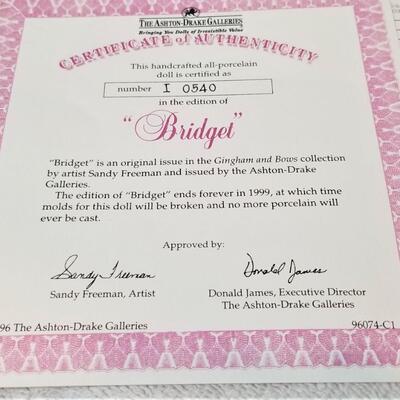 THE ASHTON-DRAKE GALLERIES
Bringing You Dolls of Irresistible Value
CERTIFICATE of AUTHENTICITY
This handcrafted all-porcelain
doll is certified as
number I 0540
in the edition of
"Bridget"
"Bridget" is an original issue in the Gingham and Bows collection
by artist Sandy Freeman and issued by the Ashton-Drake
Galleries.
The edition of "Bridget" ends forever in 1999, at which time
molds for this doll will be broken and no more porcelain will
ever be cast.
Approved by:
Sandy Freeman
Donald James
Sandy Freeman, Artist
Donald James, Executive Director
The Ashton-Drake Galleries
96 The Ashton-Drake Galleries
96074-C1